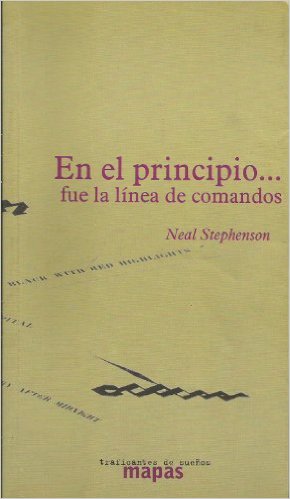 En el principio...
fue la línea de comandos
Neal Stephenson
BLACK WITH RED HIGHLIGHTS
PITAL
AFTER MIDNIGHT
traficantes de sueños
mapas